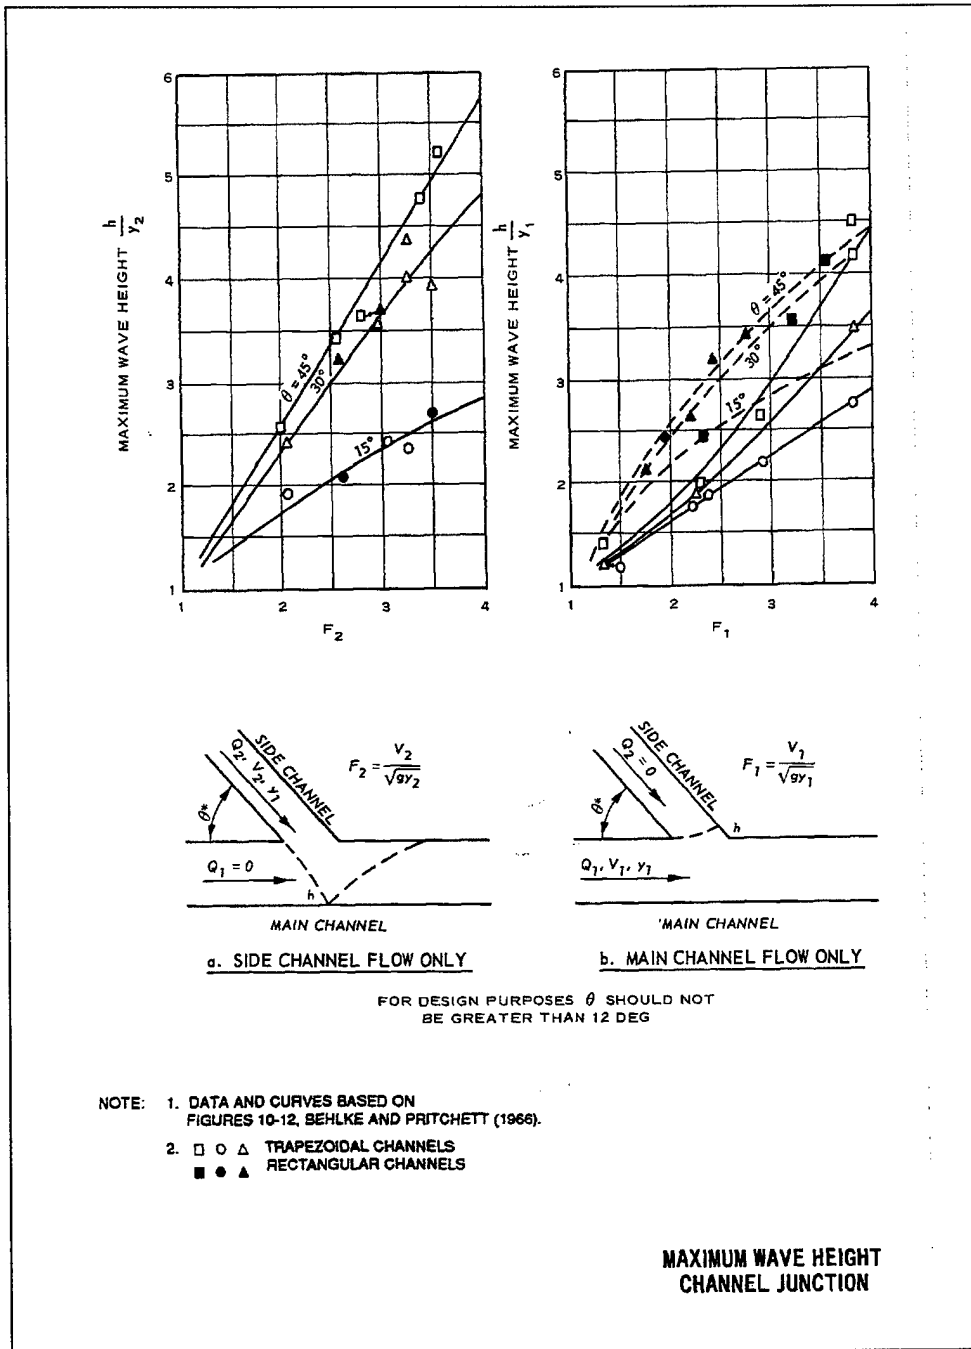 MAXIMUM WAVE HEIGHT h/y2
6
5
4
3
2
1
1 2 3 4
F2
θ = 45°
30°
15°
MAXIMUM WAVE HEIGHT h/y1
6
5
4
3
2
1
1 2 3 4
F1
θ = 45°
30°
15°
SIDE CHANNEL
Q2, V2, y1
θ*
F2 = V2/√gy2
Q1 = 0
h
MAIN CHANNEL
a. SIDE CHANNEL FLOW ONLY
SIDE CHANNEL
Q2 = 0
θ*
F1 = V1/√gy1
h
Q1, V1, y1
MAIN CHANNEL
b. MAIN CHANNEL FLOW ONLY
FOR DESIGN PURPOSES θ SHOULD NOT
BE GREATER THAN 12 DEG
NOTE: 1. DATA AND CURVES BASED ON
FIGURES 10-12, BEHLKE AND PRITCHETT (1966).
2. □ ○ △ TRAPEZOIDAL CHANNELS
■ ● ▲ RECTANGULAR CHANNELS
MAXIMUM WAVE HEIGHT
CHANNEL JUNCTION